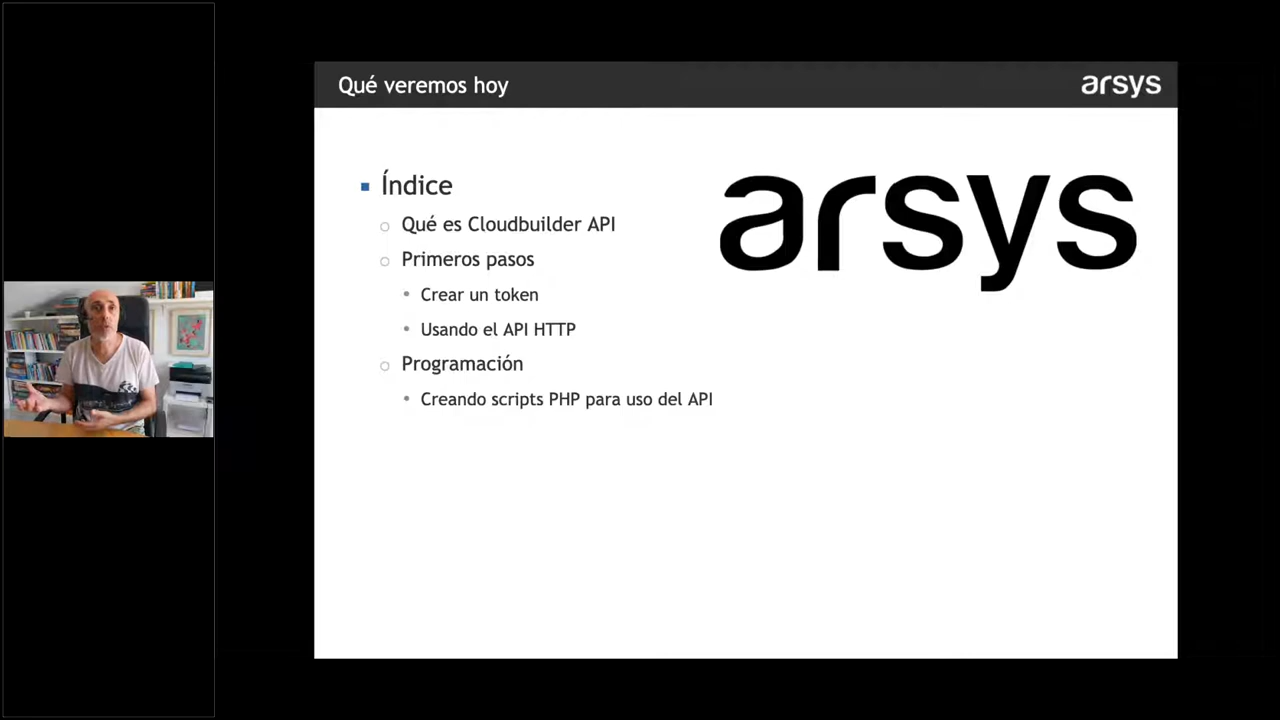 Qué veremos hoy
arsys
Índice
arsys
Qué es Cloudbuilder API
Primeros pasos
Crear un token
Usando el API HTTP
Programación
Creando scripts PHP para uso del API